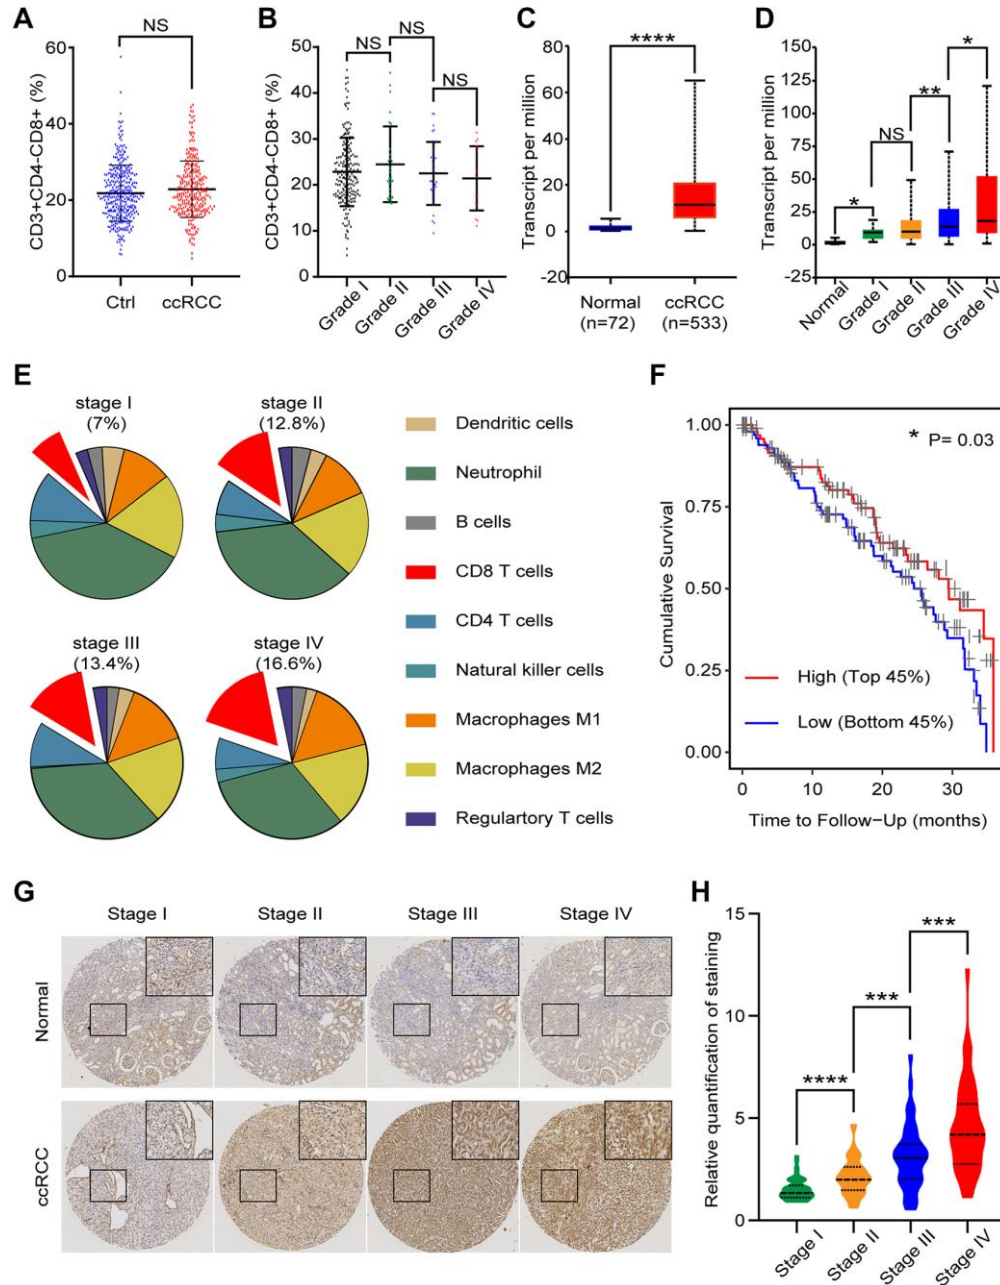 A
NS
CD3+CD4-CD8+ (%)
60
40
20
0
Ctrl
ccRCC
B
NS
NS
NS
CD3+CD4-CD8+ (%)
50
40
30
20
10
0
Grade I
Grade II
Grade III
Grade IV
C
****
Transcript per million
80
60
40
20
0
-20
Normal
(n=72)
ccRCC
(n=533)
D
*
NS
**
*
Transcript per million
150
125
100
75
50
25
0
-25
Normal
Grade I
Grade II
Grade III
Grade IV
E
stage I
(7%)
stage II
(12.8%)
stage III
(13.4%)
stage IV
(16.6%)
Dendritic cells
Neutrophil
B cells
CD8 T cells
CD4 T cells
Natural killer cells
Macrophages M1
Macrophages M2
Regulartory T cells
F
* P= 0.03
Cumulative Survival
1.00
0.75
0.50
0.25
0.00
High (Top 45%)
Low (Bottom 45%)
0 10 20 30
Time to Follow-Up (months)
G
Stage I Stage II Stage III Stage IV
Normal
ccRCC
H
****
***
***
Relative quantification of staining
15
10
5
0
Stage I
Stage II
Stage III
Stage IV